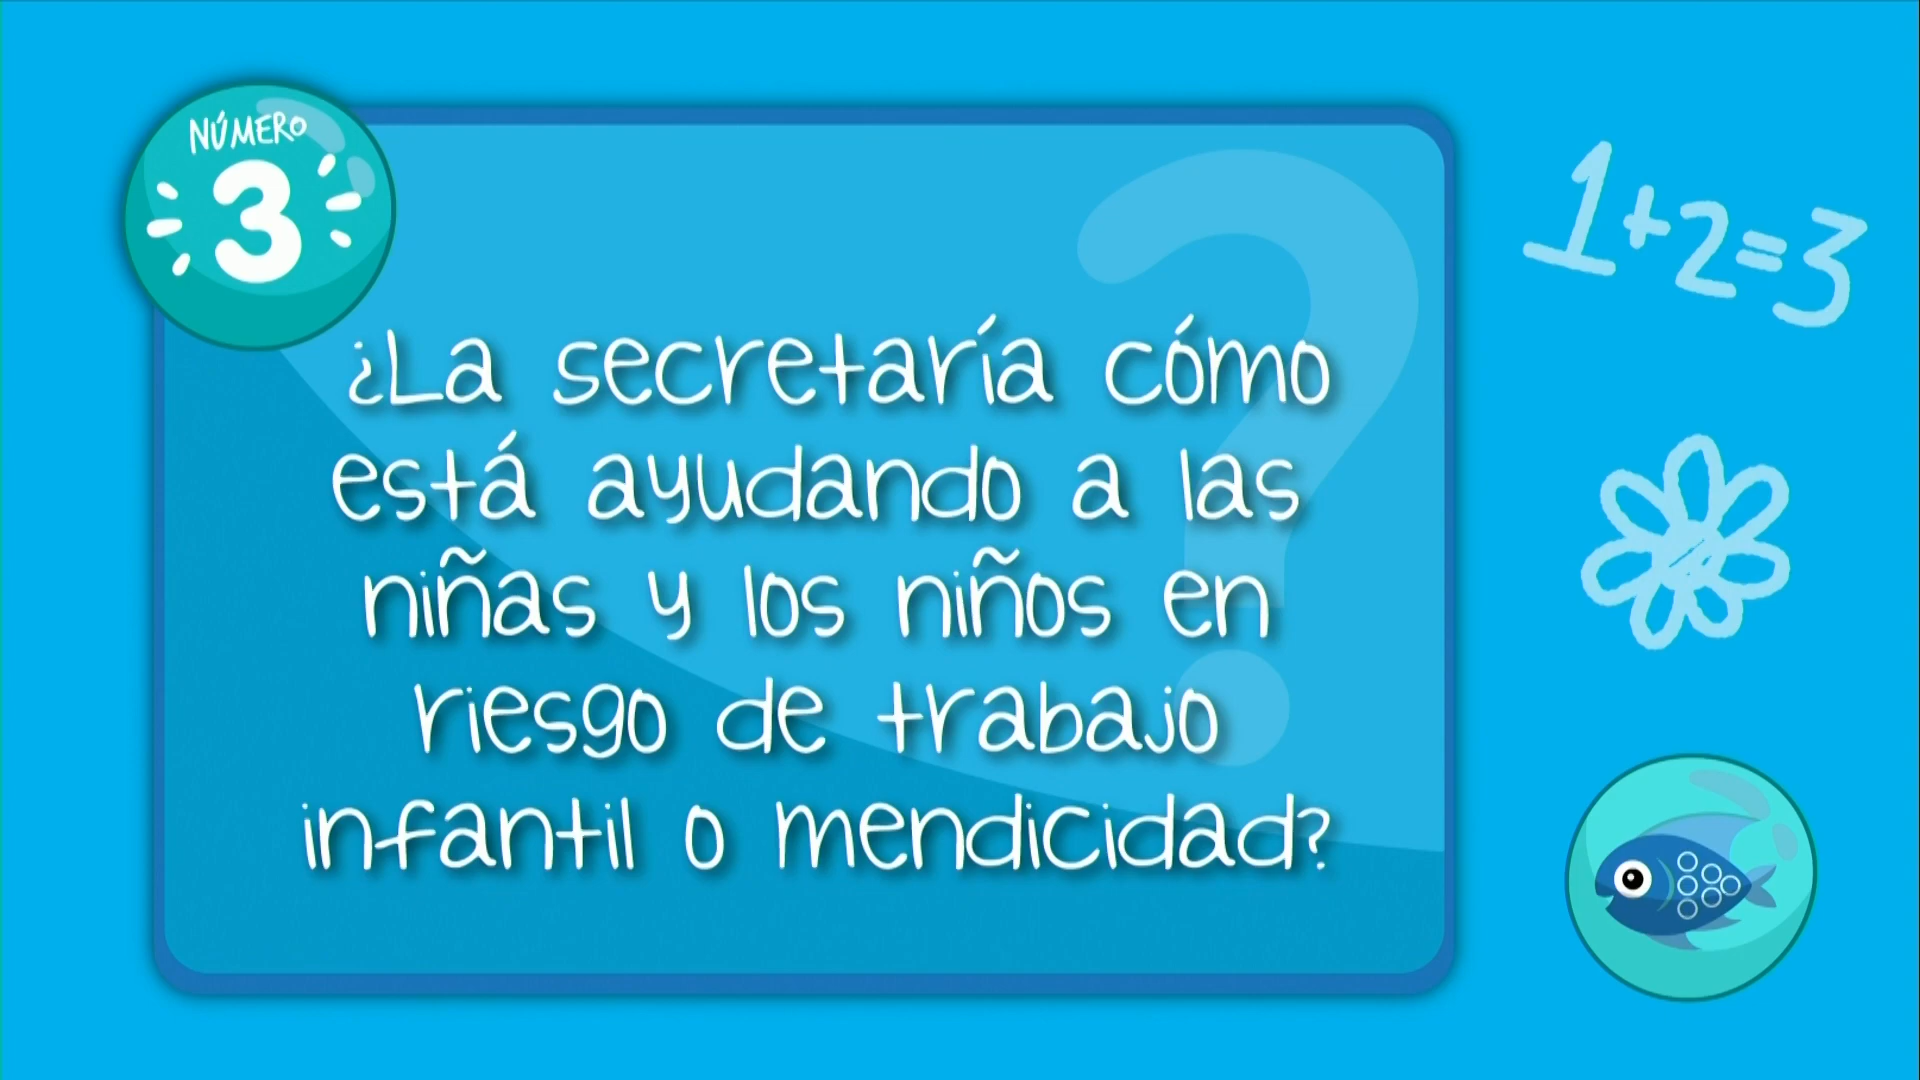 NÚMERO
3
¿La secretaría cómo
está ayudando a las
niñas y los niños en
riesgo de trabajo
infantil o mendicidad?
1+2=3